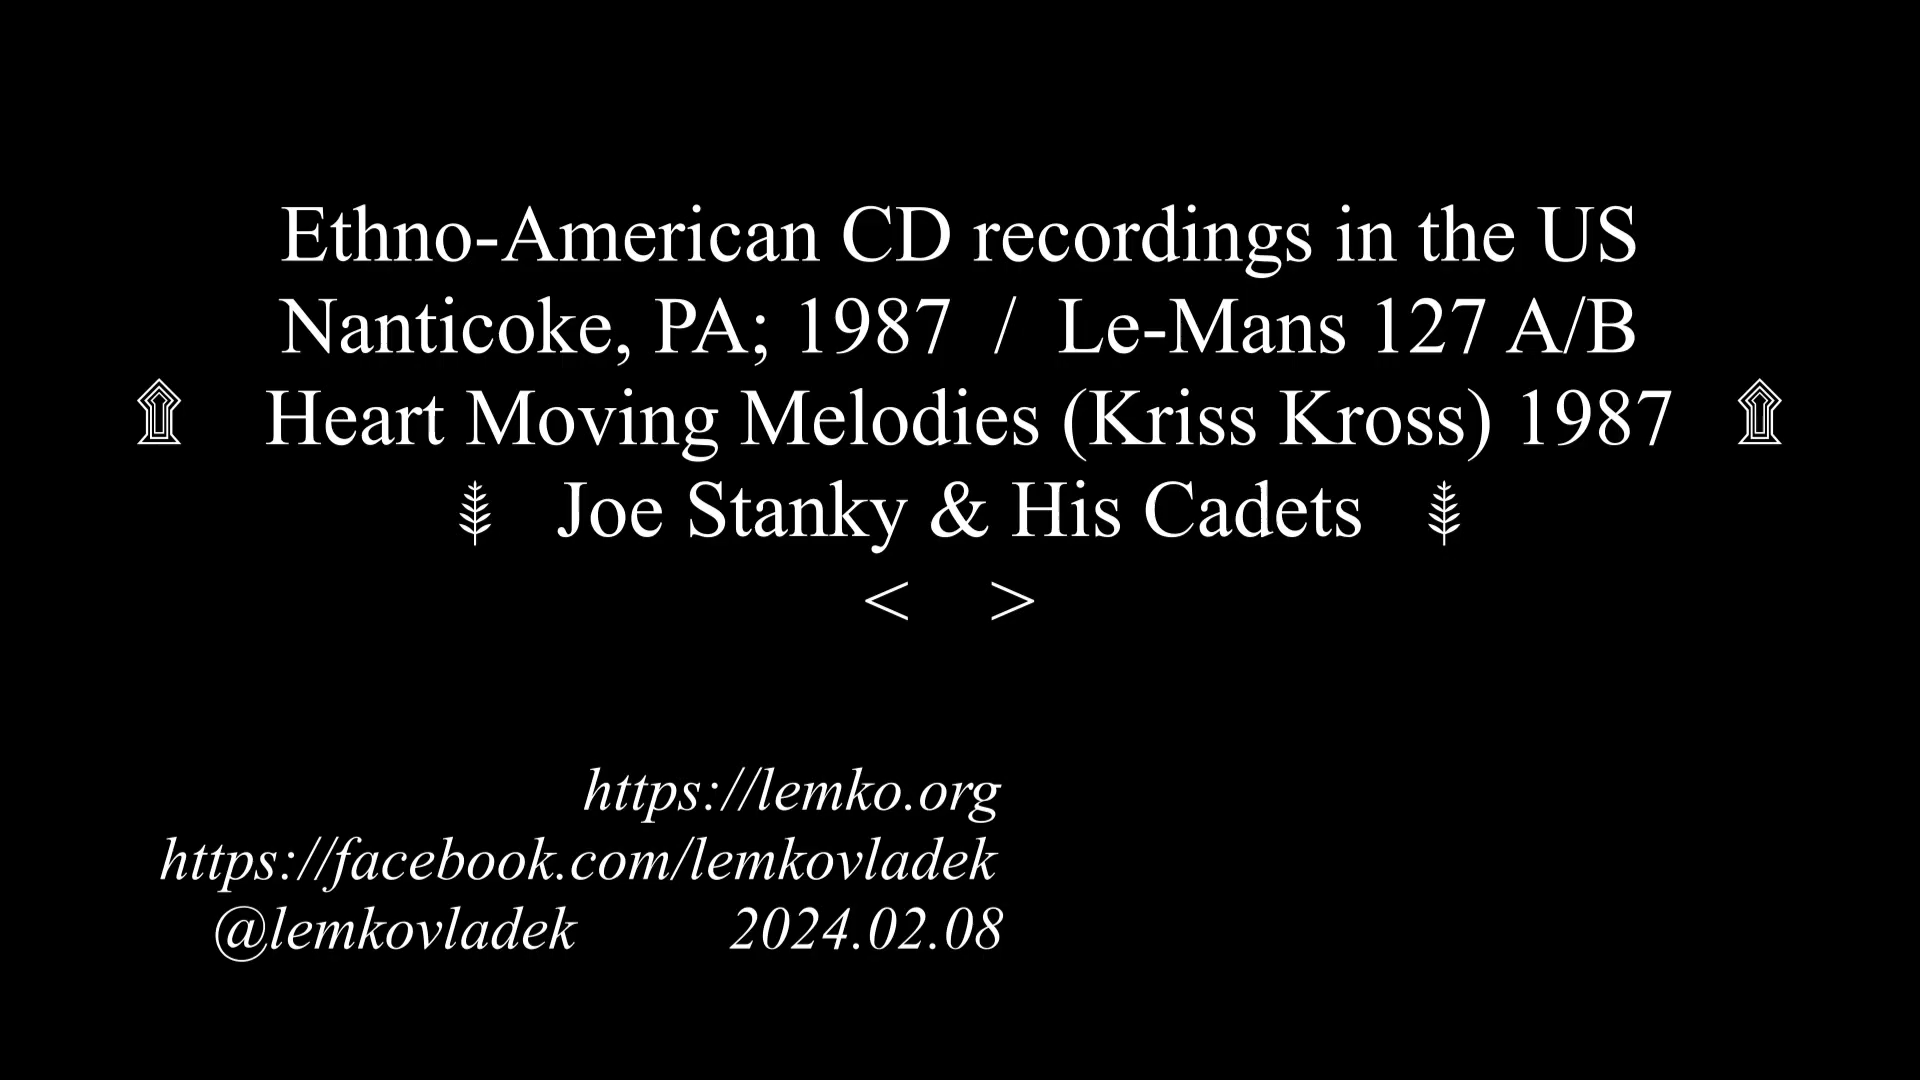 Ethno-American CD recordings in the US
Nanticoke, PA; 1987 / Le-Mans 127 A/B
۩ Heart Moving Melodies (Kriss Kross) 1987 ۩
⸙ Joe Stanky & His Cadets ⸙
< >
https://lemko.org
https://facebook.com/lemkovladek
@lemkovladek 2024.02.08